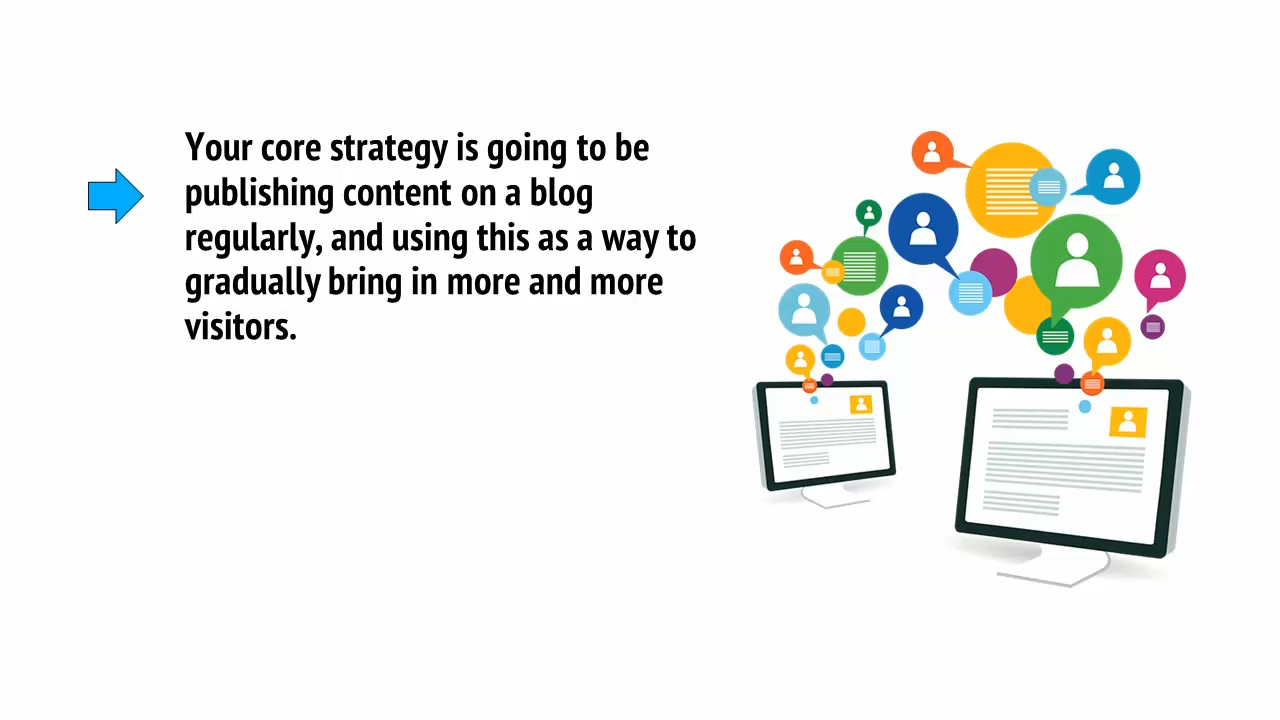 Your core strategy is going to be
publishing content on a blog
regularly, and using this as a way to
gradually bring in more and more
visitors.